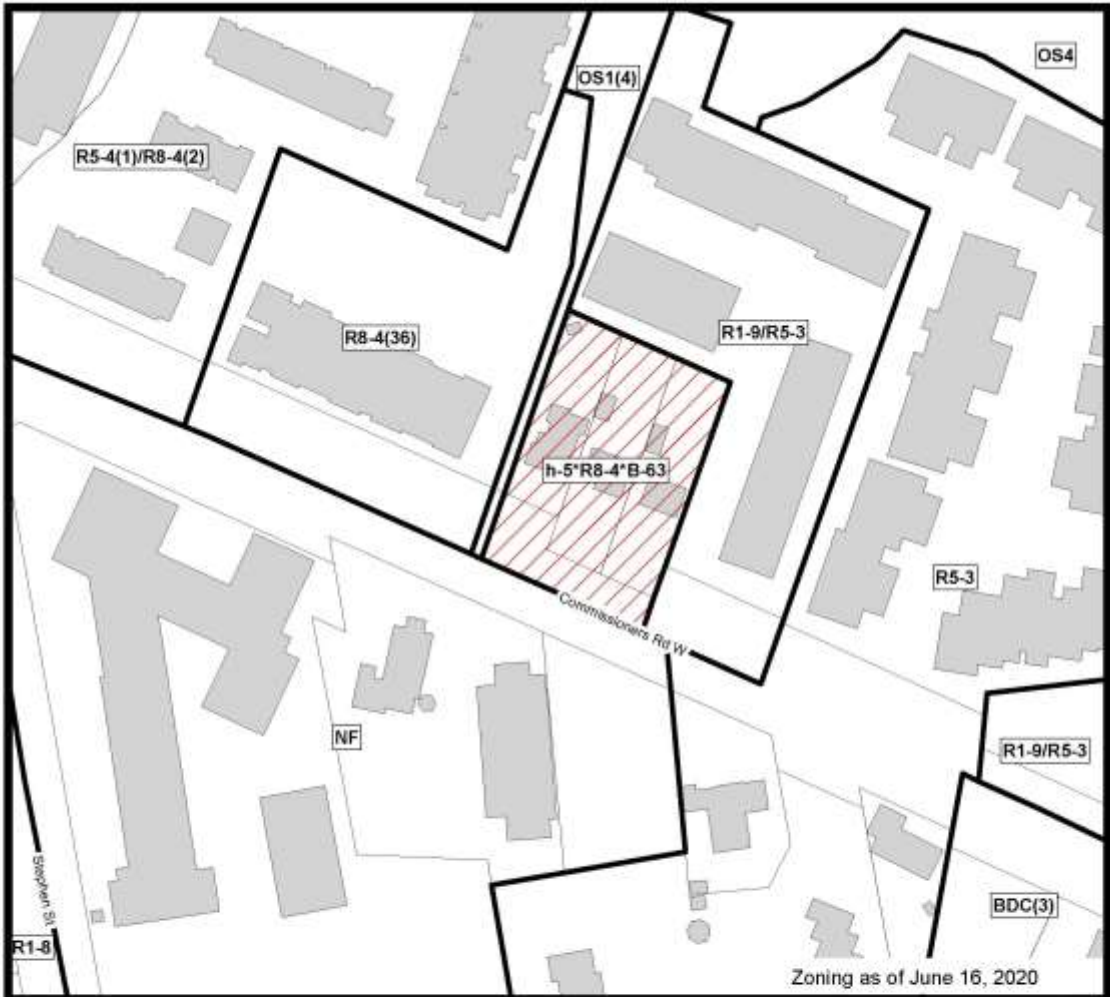 OS4
OS1(4)
R5-4(1)/R8-4(2)
R8-4(36)
R1-9/R5-3
h-5*R8-4*B-63
R5-3
Commissioners Rd W
NF
R1-9/R5-3
Stephen St
BDC(3)
R1-8
Zoning as of June 16, 2020